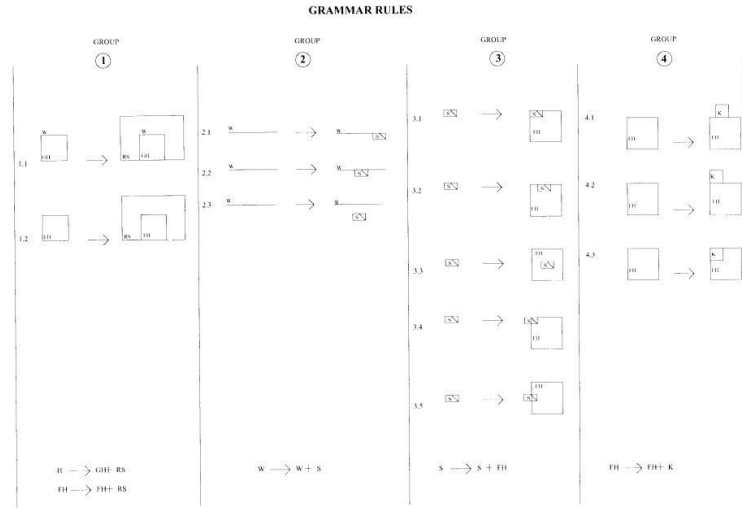 GRAMMAR RULES
GROUP GROUP GROUP GROUP
1 2 3 4
1.1 W GH W RS GH
1.2 FH RS FH
2.1 W W S
2.2 W W S
2.3 W W S
3.1 S S FH
3.2 S S FH
3.3 S FH S
3.4 S S FH
3.5 S FH S
4.1 FH K FH
4.2 FH K FH
4.3 FH K FH
H → GH+ RS
FH → FH+ RS
W → W + S
S → S + FH
FH → FH+ K